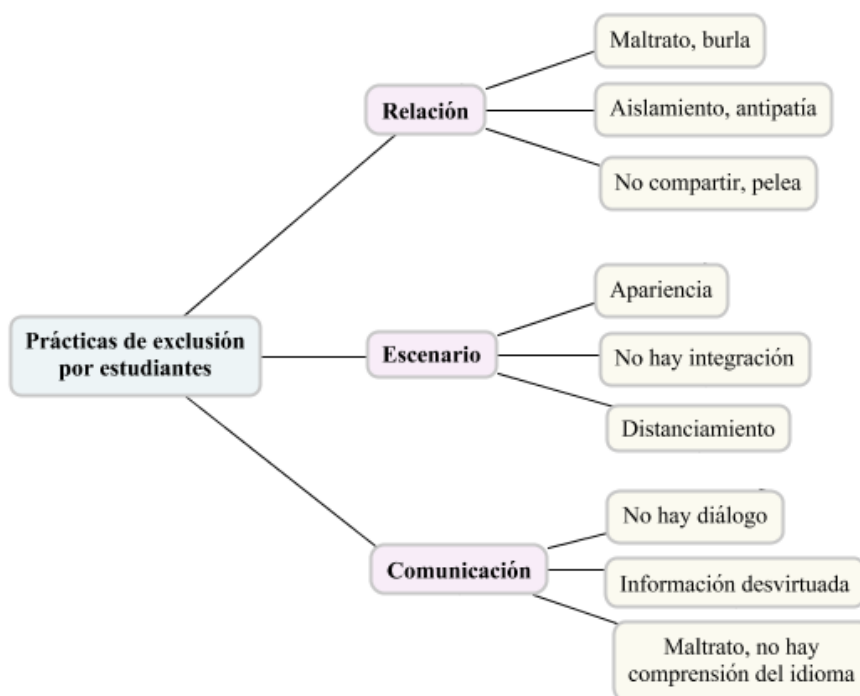 Maltrato, burla
Relación
Aislamiento, antipatía
No compartir, pelea
Prácticas de exclusión
por estudiantes
Apariencia
Escenario
No hay integración
Distanciamiento
No hay diálogo
Comunicación
Información desvirtuada
Maltrato, no hay
comprensión del idioma